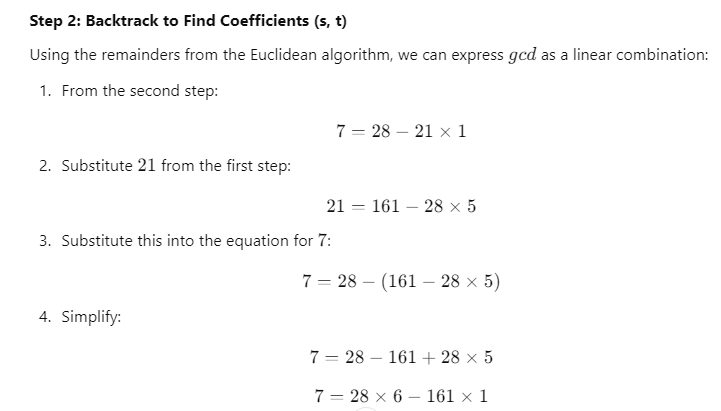 Step 2: Backtrack to Find Coefficients (s, t)
Using the remainders from the Euclidean algorithm, we can express gcd as a linear combination:
1. From the second step:
7 = 28 − 21 × 1
2. Substitute 21 from the first step:
21 = 161 − 28 × 5
3. Substitute this into the equation for 7:
7 = 28 − (161 − 28 × 5)
4. Simplify:
7 = 28 − 161 + 28 × 5
7 = 28 × 6 − 161 × 1